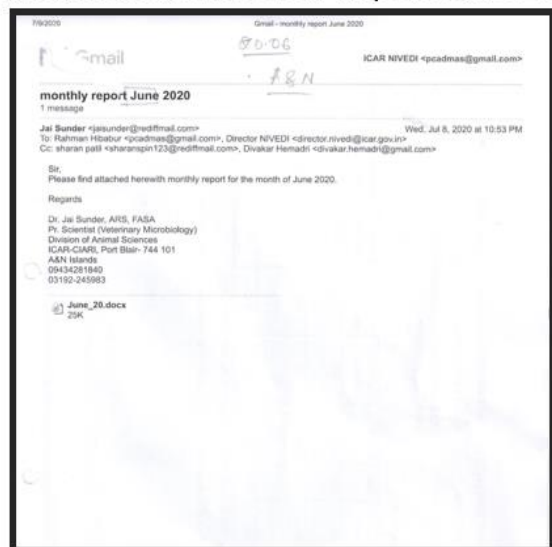 7/9/2020
Gmail - monthly report June 2020
Gmail
ICAR NIVEDI <pcadmas@gmail.com>
A&N
monthly report June 2020
1 message
Jai Sunder <jaisunder@rediffmail.com>
Wed, Jul 8, 2020 at 10:53 PM
To: Rahman Hibabur <pcadmas@gmail.com>, Director NIVEDI <director.nivedi@icar.gov.in>
Cc: sharan patil <sharanspin123@rediffmail.com>, Divakar Hemadri <divakar.hemadri@gmail.com>
Sir,
Please find attached herewith monthly report for the month of June 2020.
Regards
Dr. Jai Sunder, ARS, FASA
Pr. Scientist (Veterinary Microbiology)
Division of Animal Sciences
ICAR-CIARI, Port Blair- 744 101
A&N Islands
09434281840
03192-245983
June_20.docx
25K